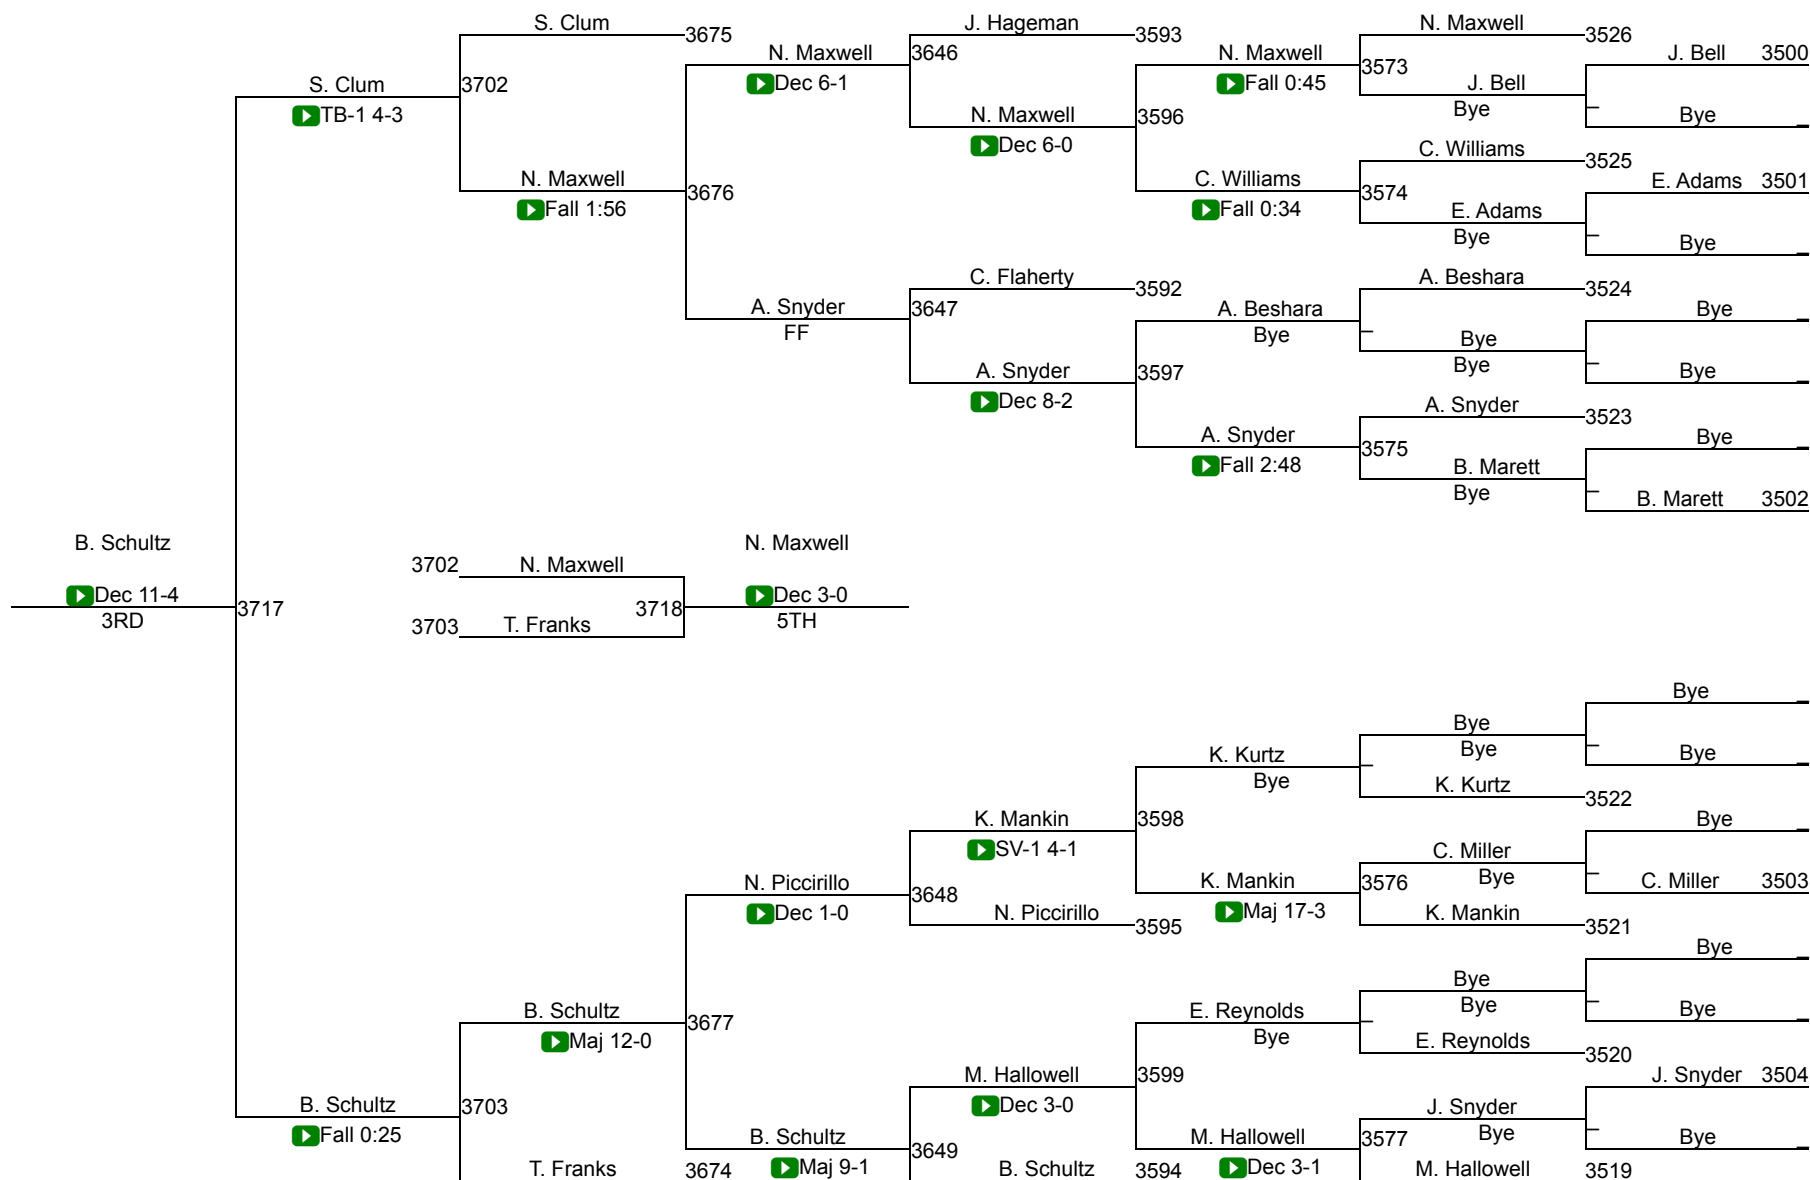 S. Clum J. Hageman N. Maxwell
3675 3593 3526
N. Maxwell 3646 N. Maxwell J. Bell 3500
3573
S. Clum 3702 Dec 6-1 Fall 0:45 J. Bell
TB-1 4-3 N. Maxwell 3596 Bye Bye
Dec 6-0 C. Williams
3525
N. Maxwell 3676 C. Williams E. Adams 3501
3574
Fall 1:56 Fall 0:34 E. Adams
Bye Bye
C. Flaherty A. Beshara
3592 3524
A. Snyder 3647 A. Beshara Bye
FF Bye Bye
Bye
A. Snyder 3597 Bye
Dec 8-2 A. Snyder
3523
A. Snyder Bye
3575
Fall 2:48 B. Marett
Bye B. Marett 3502
B. Schultz N. Maxwell
3702 N. Maxwell
Dec 11-4 3717 3718 Dec 3-0
3RD 5TH
3703 T. Franks
Bye
Bye
Bye Bye
K. Kurtz
Bye K. Kurtz
3522
K. Mankin 3598 Bye
SV-1 4-1 C. Miller
N. Piccirillo K. Mankin 3576 Bye C. Miller 3503
3648
Dec 1-0 N. Piccirillo Maj 17-3 K. Mankin
3595 3521
Bye
Bye
B. Schultz 3677 E. Reynolds Bye Bye
Maj 12-0 Bye E. Reynolds
3520
M. Hallowell 3599 J. Snyder 3504
B. Schultz 3703 Dec 3-0 J. Snyder
Fall 0:25 B. Schultz 3649 M. Hallowell 3577 Bye Bye
T. Franks 3674 Maj 9-1 B. Schultz 3594 Dec 3-1 M. Hallowell 3519